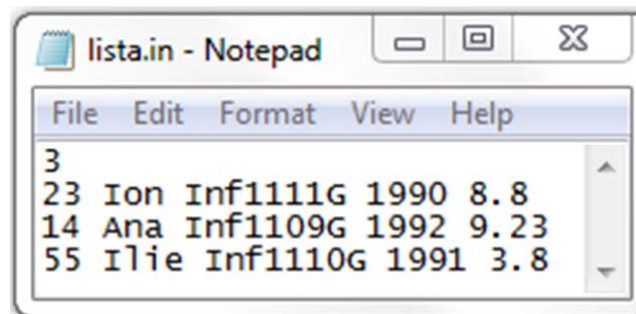 lista.in - Notepad
File Edit Format View Help
3
23 Ion Inf1111G 1990 8.8
14 Ana Inf1109G 1992 9.23
55 Ilie Inf1110G 1991 3.8